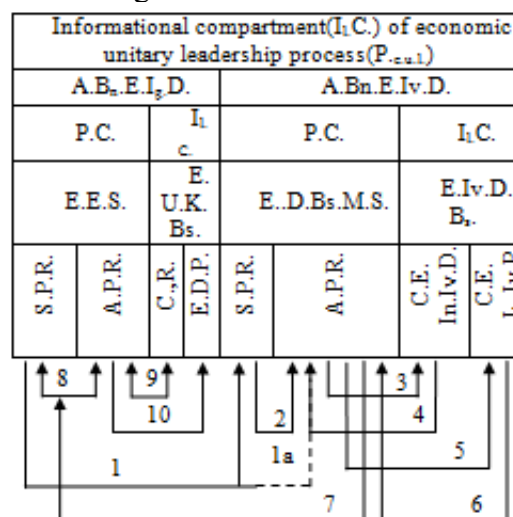 Informational compartment(I₁C.) of economic
unitary leadership process(P.e.u.l.)
A.Bₙ.E.Ig.D. A.Bn.E.Iv.D.
P.C. I₁ P.C. I₁C.
c.
E.E.S. E. E..D.Bs.M.S. E.Iv.D.
U.K. Bₛ.
Bs.
S.P.R. A.P.R. C.,R. E.D.P. S.P.R. A.P.R. C.E. In.Iv.D. C.E.
8 9 3
10 2 4
1 1a 5
7 6